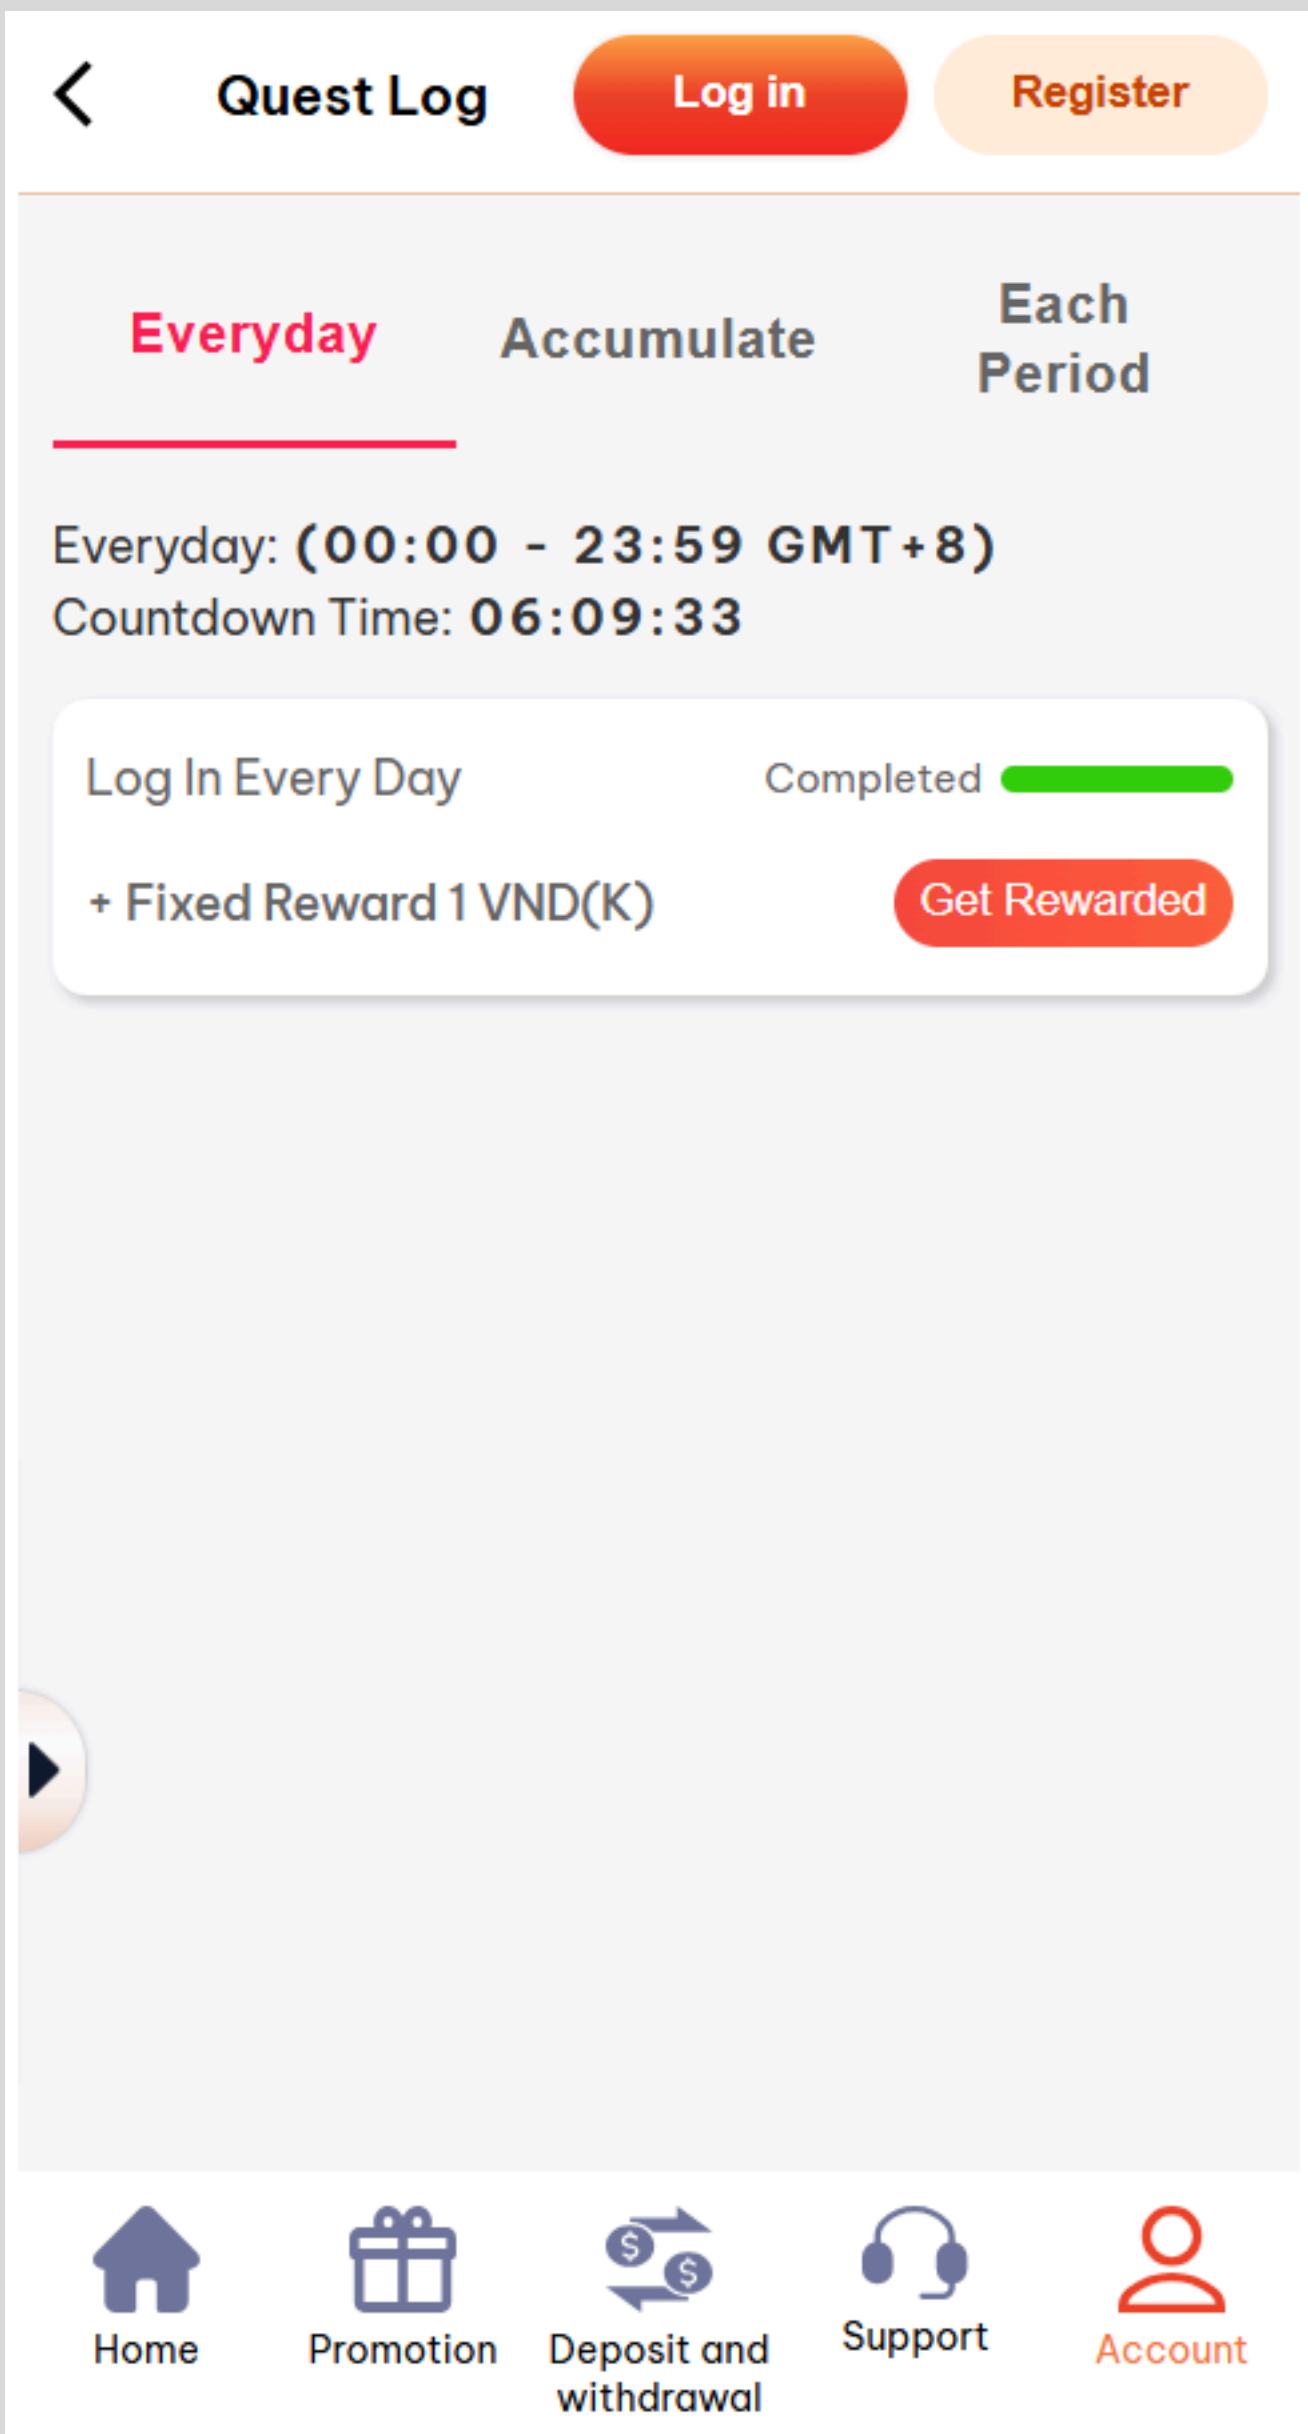 Quest Log
Log in
Register
Everyday
Accumulate
Each
Period
Everyday: (00:00 - 23:59 GMT+8)
Countdown Time: 06:09:33
Log In Every Day
Completed
+ Fixed Reward 1 VND(K)
Get Rewarded
$
$
Home
Promotion
Deposit and
withdrawal
Support
Account